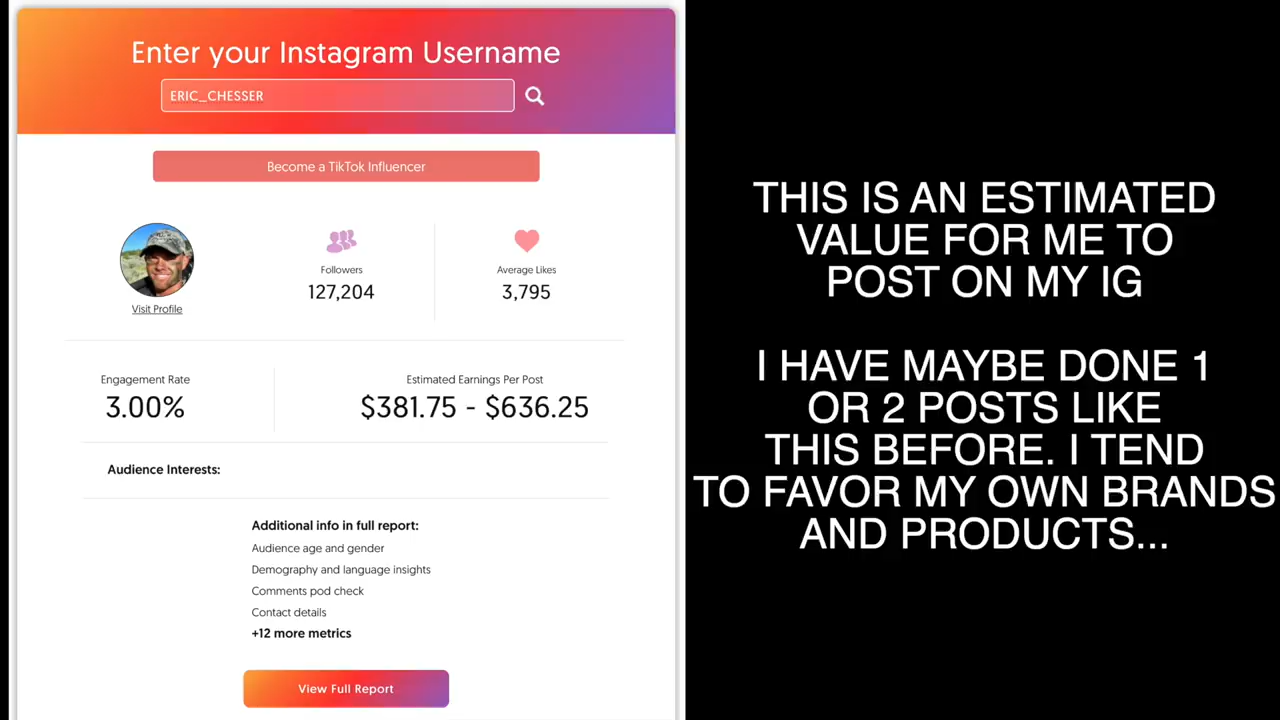 Enter your Instagram Username
ERIC_CHESSER
Become a TikTok Influencer
Visit Profile
Followers
127,204
Average Likes
3,795
Engagement Rate
3.00%
Estimated Earnings Per Post
$381.75 - $636.25
Audience Interests:
Additional info in full report:
Audience age and gender
Demography and language insights
Comments pod check
Contact details
+12 more metrics
View Full Report
THIS IS AN ESTIMATED
VALUE FOR ME TO
POST ON MY IG
I HAVE MAYBE DONE 1
OR 2 POSTS LIKE
THIS BEFORE. I TEND
TO FAVOR MY OWN BRANDS
AND PRODUCTS...